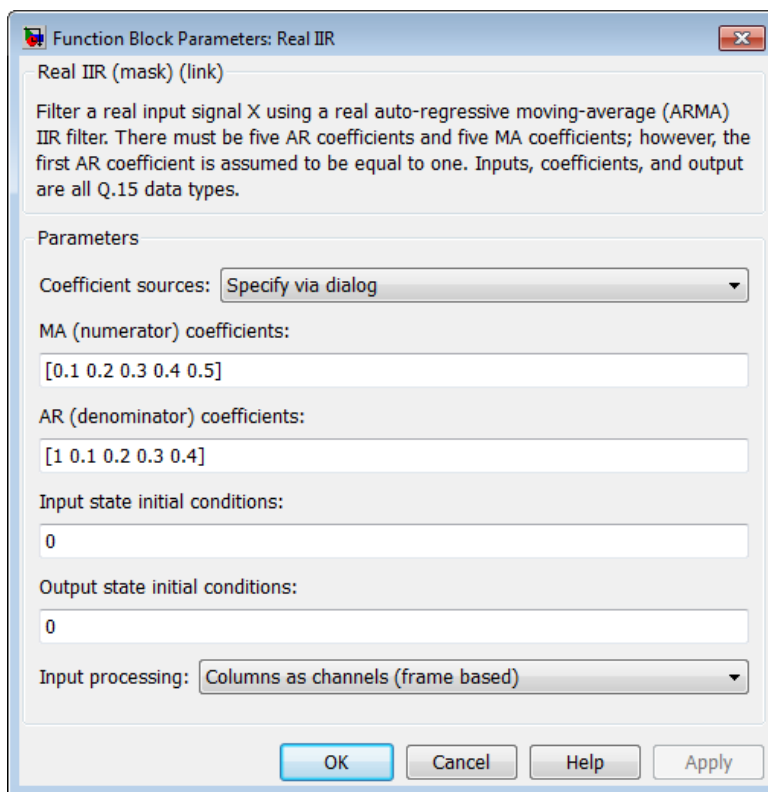 Function Block Parameters: Real IIR
Real IIR (mask) (link)
Filter a real input signal X using a real auto-regressive moving-average (ARMA)
IIR filter. There must be five AR coefficients and five MA coefficients; however, the
first AR coefficient is assumed to be equal to one. Inputs, coefficients, and output
are all Q.15 data types.
Parameters
Coefficient sources: Specify via dialog
MA (numerator) coefficients:
[0.1 0.2 0.3 0.4 0.5]
AR (denominator) coefficients:
[1 0.1 0.2 0.3 0.4]
Input state initial conditions:
0
Output state initial conditions:
0
Input processing: Columns as channels (frame based)
OK Cancel Help Apply